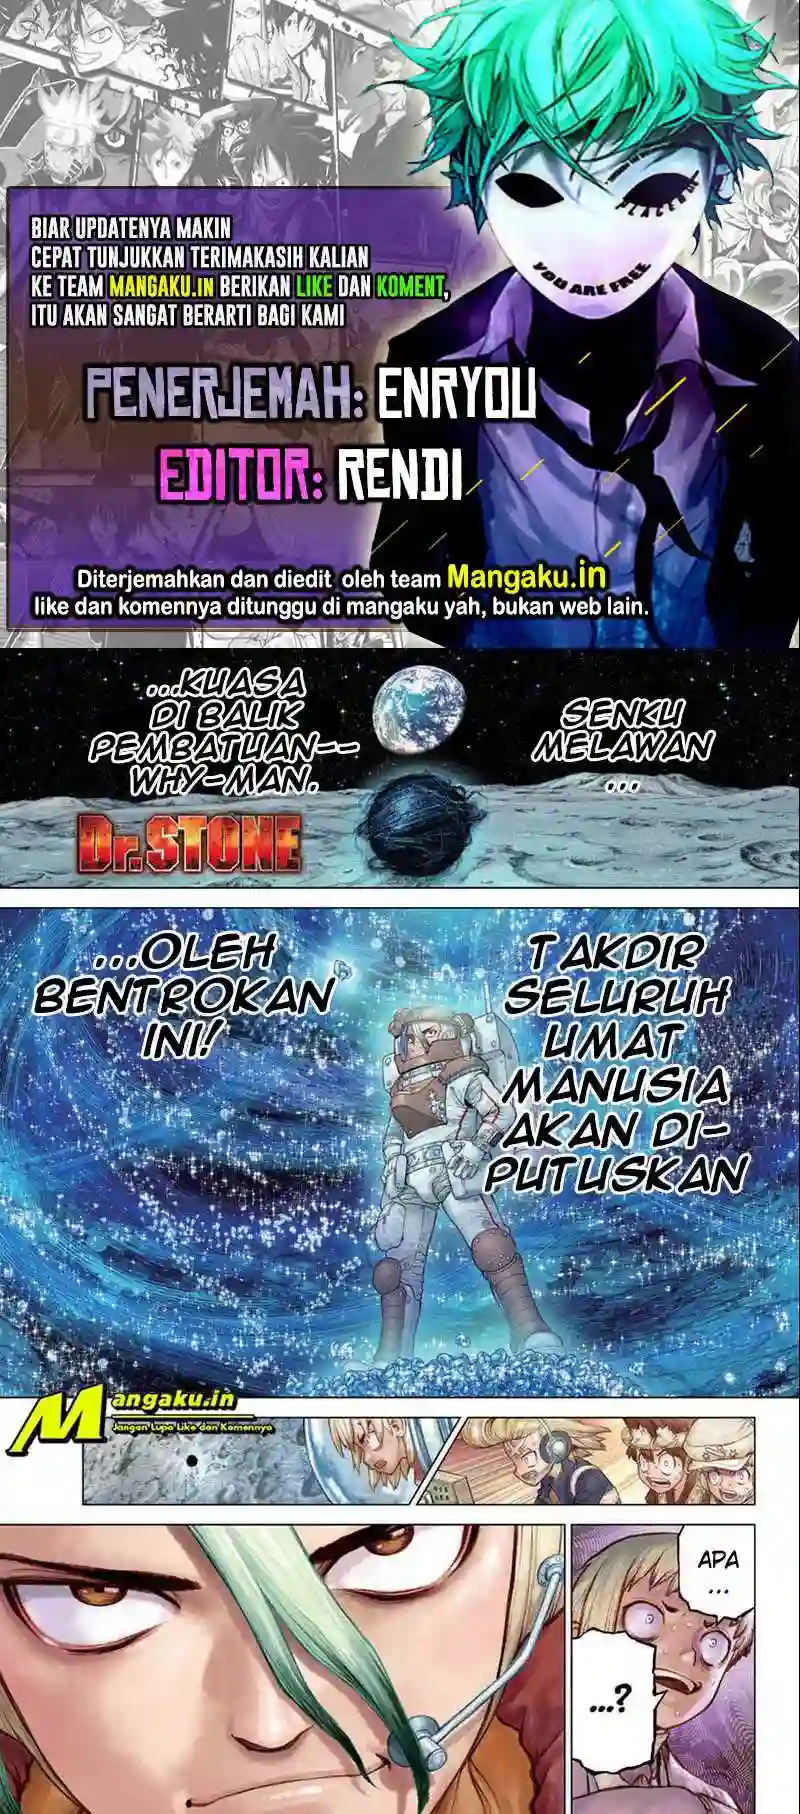 BIAR UPDATENYA MAKIN
CEPAT TUNJUKKAN TERIMAKASIH KALIAN
KE TEAM MANGAKU.IN BERIKAN LIKE DAN KOMENT,
ITU AKAN SANGAT BERARTI BAGI KAMI
PLACEBO
YOU ARE FREE
PENERJEMAH: ENRYOU
EDITOR: RENDI
Diterjemahkan dan diedit oleh team Mangaku.in
like dan komennya ditunggu di mangaku yah, bukan web lain.
SENKU
MELAWAN
...
...KUASA
DI BALIK
PEMBATUAN--
WHY-MAN.
Dr.STONE
TAKDIR
SELURUH
UMAT
MANUSIA
AKAN DI-
PUTUSKAN
...OLEH
BENTROKAN
INI!
Mangaku.in
Jangan Lupa Like dan Komennya
APA
...
...?